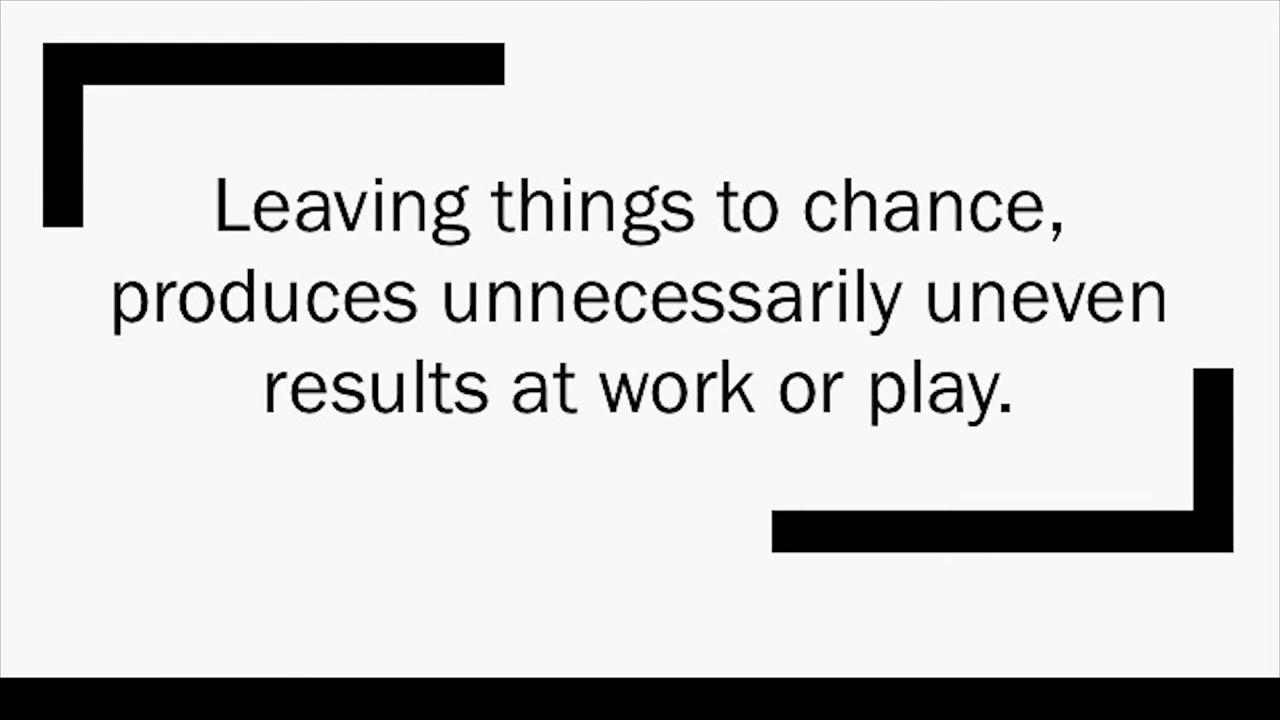 Leaving things to chance,
produces unnecessarily uneven
results at work or play.